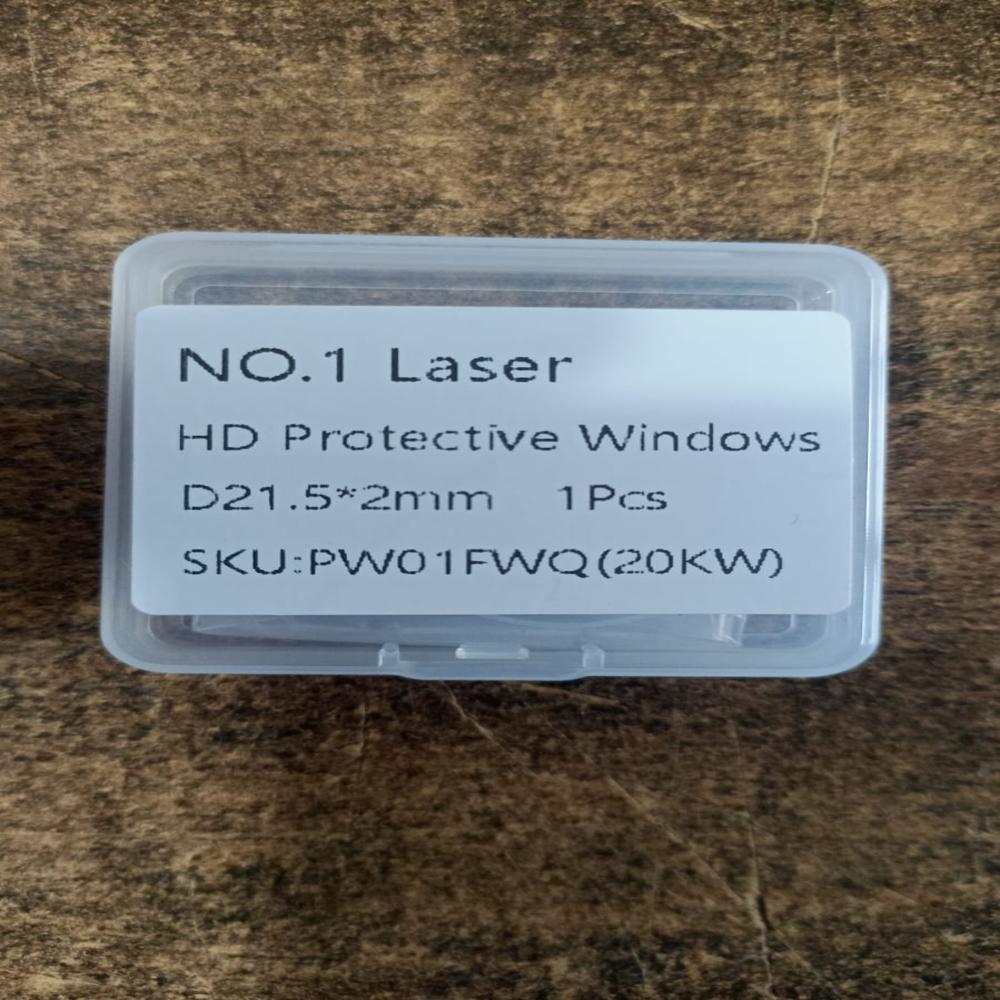 NO.1 Laser
HD Protective Windows
D21.5*2mm 1Pcs
SKU:PW01FWQ(20KW)